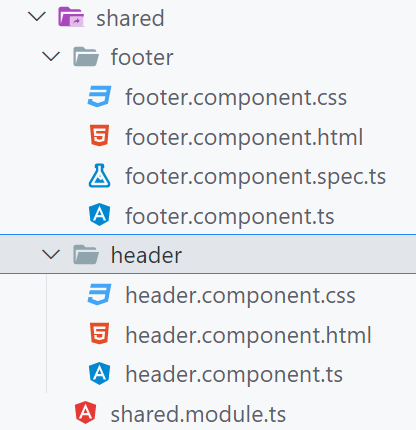 shared
footer
footer.component.css
footer.component.html
footer.component.spec.ts
footer.component.ts
header
header.component.css
header.component.html
header.component.ts
shared.module.ts